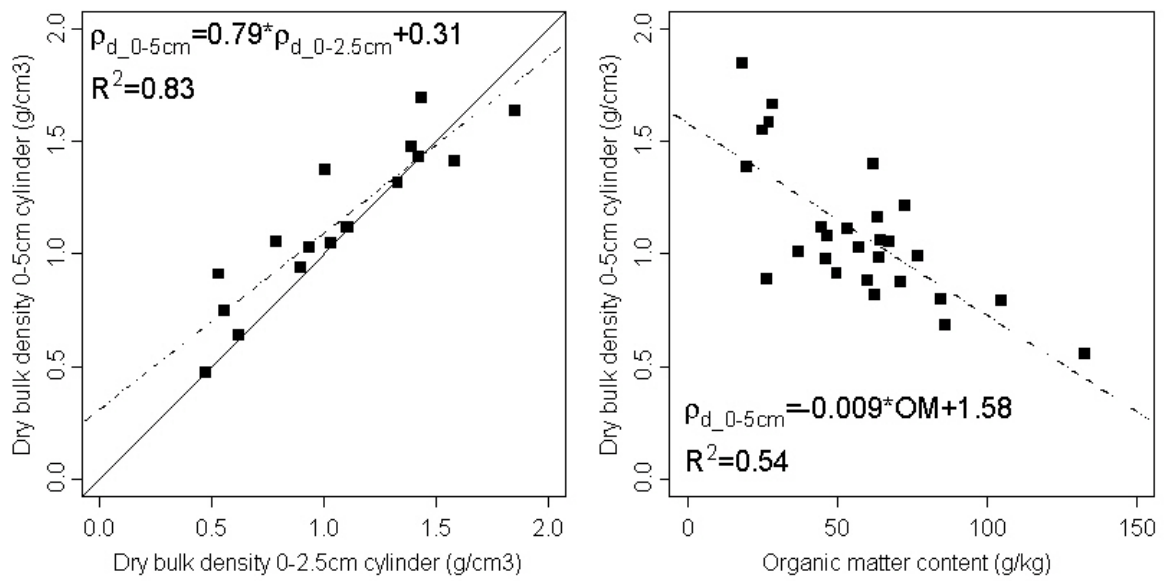 ρd_0-5cm=0.79*ρd_0-2.5cm+0.31
R2=0.83
Dry bulk density 0-5cm cylinder (g/cm3)
2.0
1.5
1.0
0.5
0.0
0.0 0.5 1.0 1.5 2.0
Dry bulk density 0-2.5cm cylinder (g/cm3)
Dry bulk density 0-5cm cylinder (g/cm3)
2.0
1.5
1.0
0.5
0.0
ρd_0-5cm=-0.009*OM+1.58
R2=0.54
0 50 100 150
Organic matter content (g/kg)